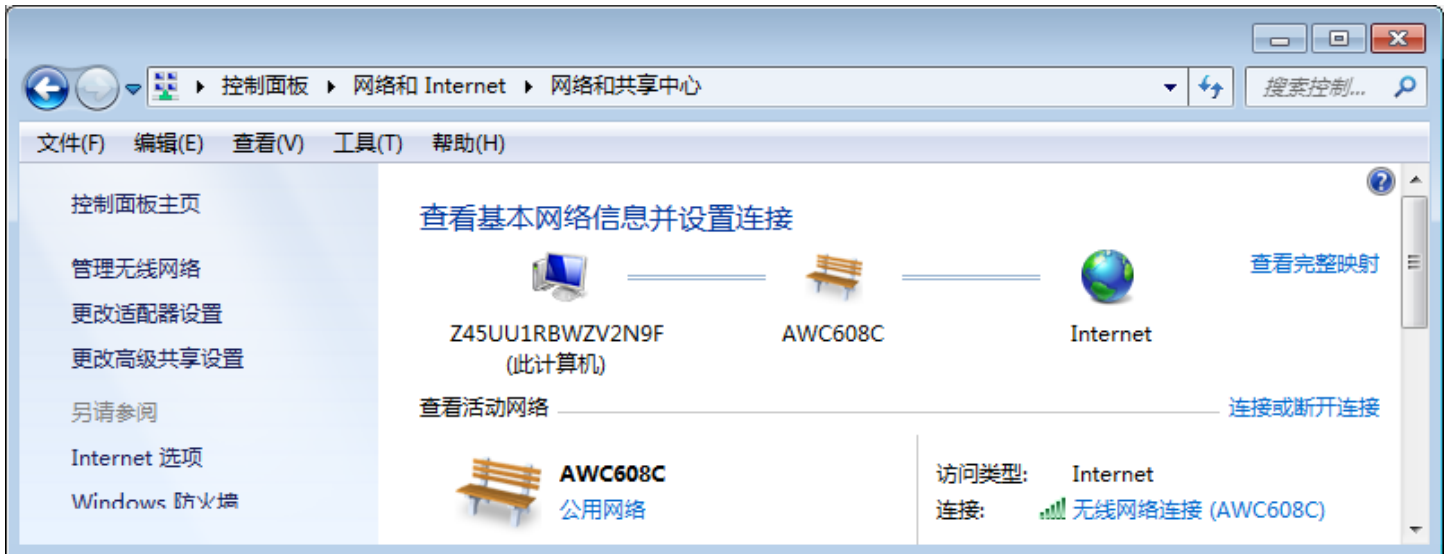 控制面板 网络和 Internet 网络和共享中心 搜索控制...
文件(F) 编辑(E) 查看(V) 工具(T) 帮助(H)
控制面板主页
管理无线网络
更改适配器设置
更改高级共享设置
另请参阅
Internet 选项
Windows 防火墙
查看基本网络信息并设置连接
查看完整映射
Z45UU1RBWZV2N9F AWC608C Internet
(此计算机)
查看活动网络 连接或断开连接
AWC608C
公用网络
访问类型: Internet
连接: 无线网络连接 (AWC608C)